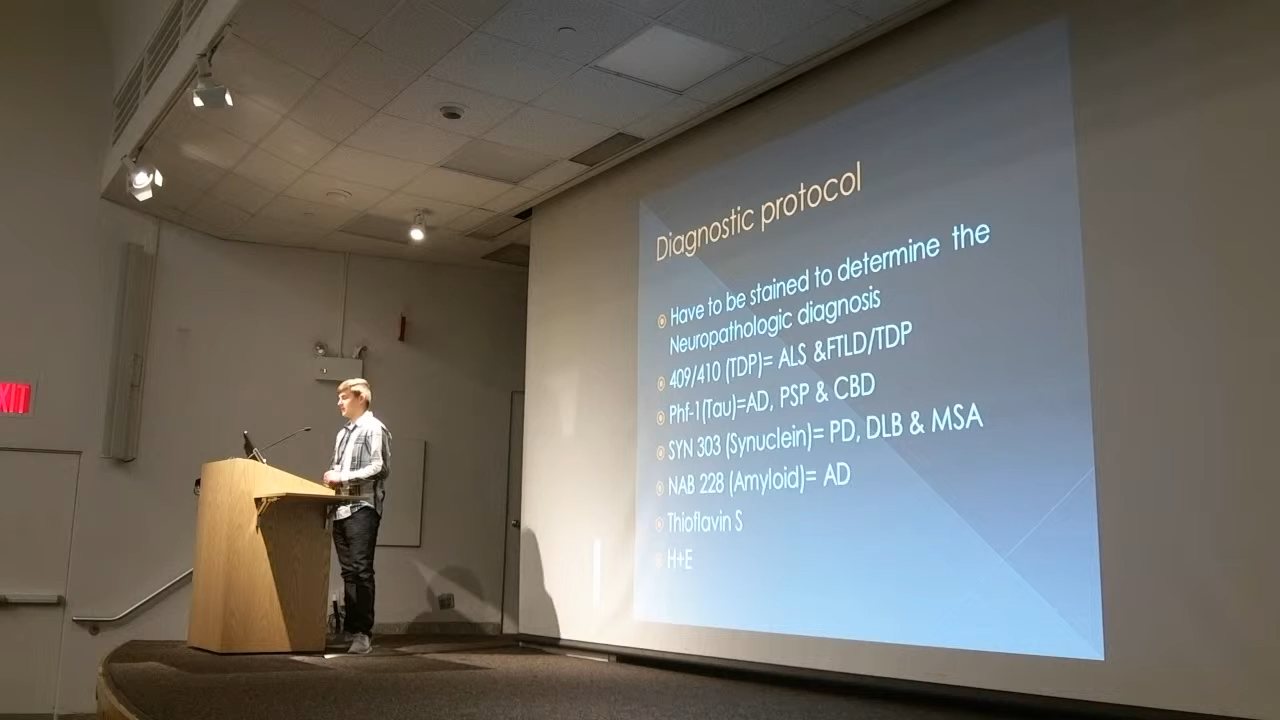 EXIT
Diagnostic protocol
Have to be stained to determine the
Neuropathologic diagnosis
409/410 (TDP)= ALS &FTLD/TDP
Phf-1(Tau)=AD, PSP & CBD
SYN 303 (Synuclein)= PD, DLB & MSA
NAB 228 (Amyloid)= AD
Thioflavin S
H+E